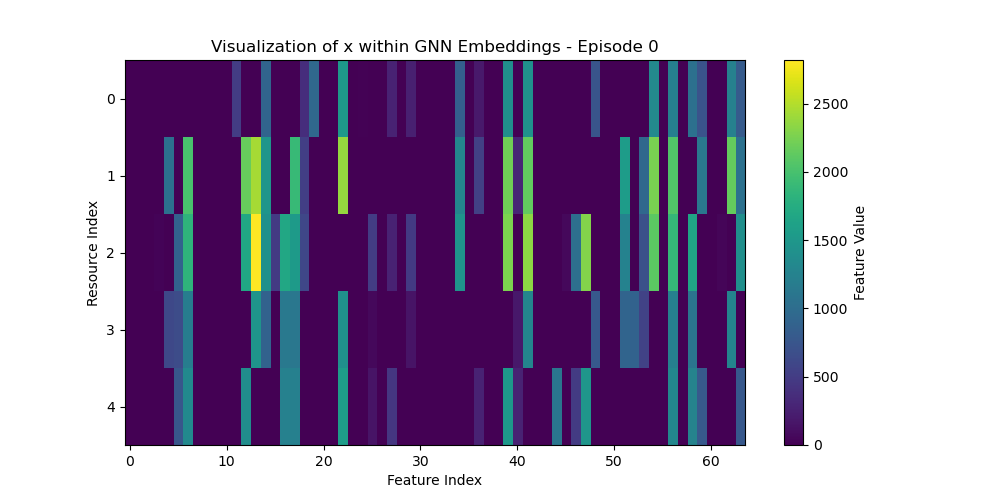 Visualization of x within GNN Embeddings - Episode 0
Resource Index
0
1
2
3
4
0 10 20 30 40 50 60
Feature Index
2500
2000
1500
1000
500
0
Feature Value